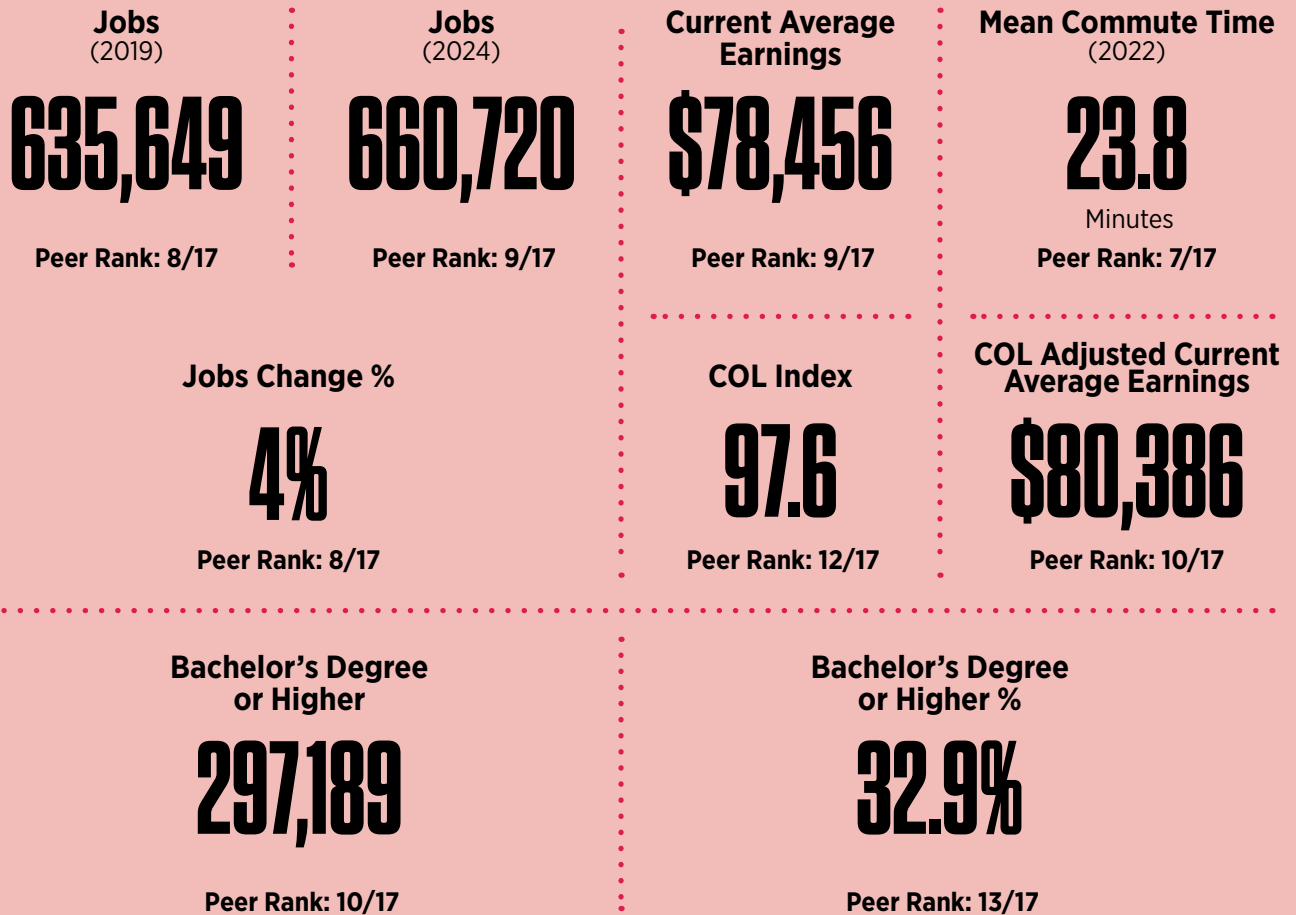 Jobs
(2019)
635,649
Peer Rank: 8/17
Jobs
(2024)
660,720
Peer Rank: 9/17
Current Average
Earnings
$78,456
Peer Rank: 9/17
Mean Commute Time
(2022)
23.8
Minutes
Peer Rank: 7/17
Jobs Change %
4%
Peer Rank: 8/17
COL Index
97.6
Peer Rank: 12/17
COL Adjusted Current
Average Earnings
$80,386
Peer Rank: 10/17
Bachelor’s Degree
or Higher
297,189
Peer Rank: 10/17
Bachelor’s Degree
or Higher %
32.9%
Peer Rank: 13/17